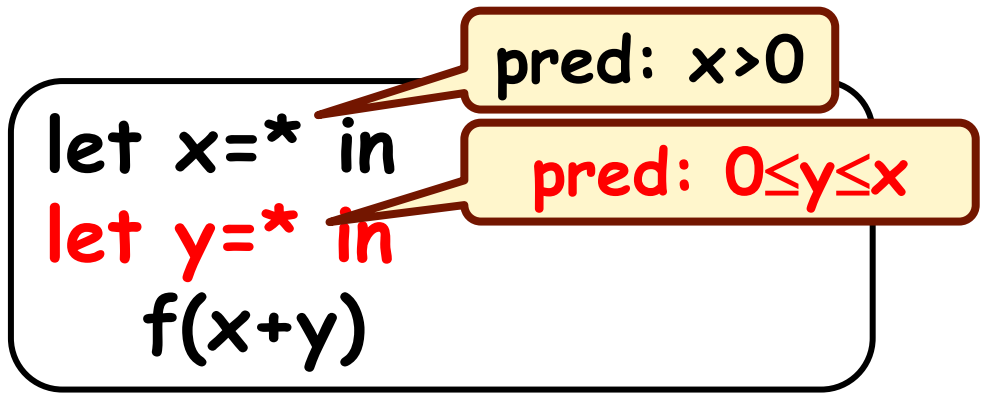 pred: x>0
let x=* in
pred: 0≤y≤x
let y=* in
f(x+y)